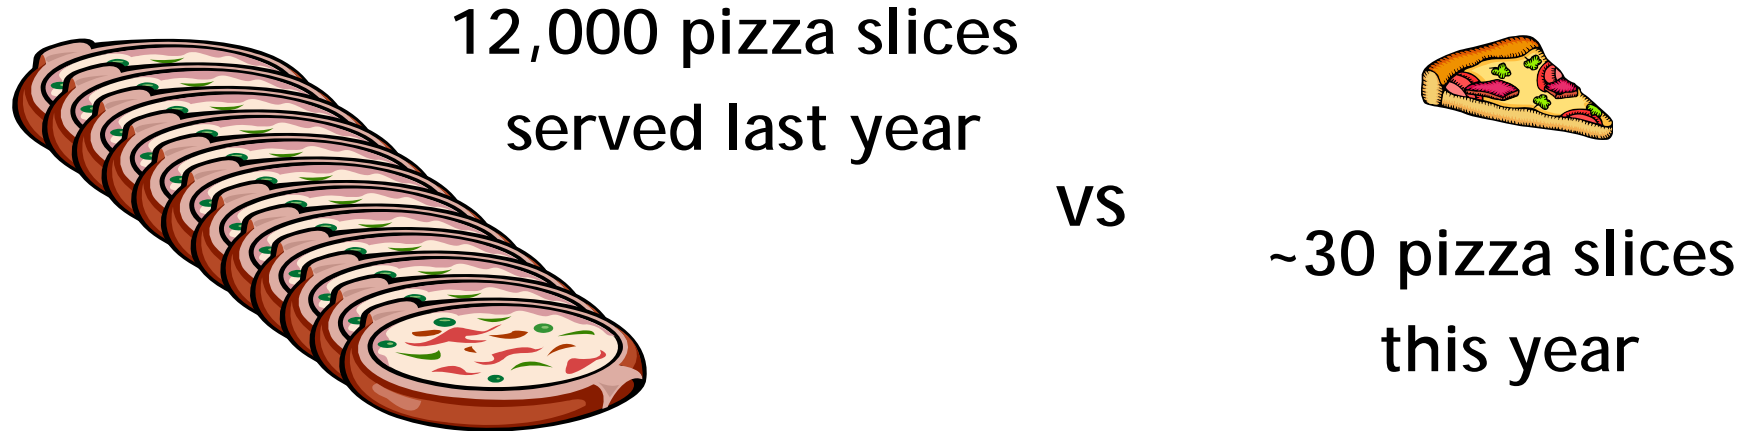 12,000 pizza slices
served last year
vs
~30 pizza slices
this year